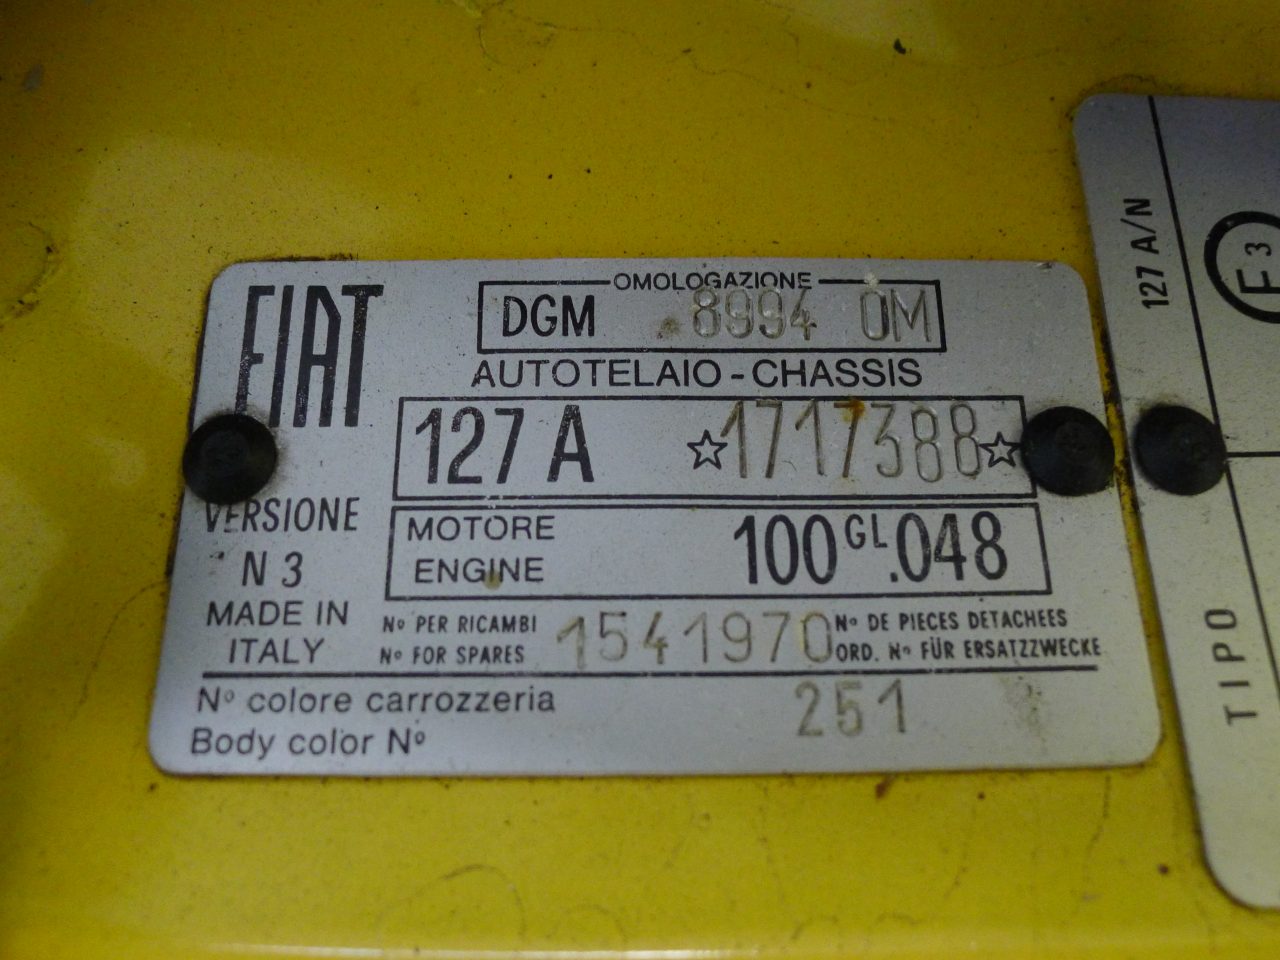 FIAT
OMOLOGAZIONE
DGM 8994 OM
AUTOTELAIO - CHASSIS
127 A ☆1717388☆
VERSIONE
N 3
MOTORE
ENGINE
100 GL .048
MADE IN
ITALY
Nº PER RICAMBI
Nº FOR SPARES
1541970
Nº DE PIECES DETACHEES
ORD. Nº FÜR ERSATZZWECKE
Nº colore carrozzeria
Body color Nº
251
127 A/N
E3
TIPO